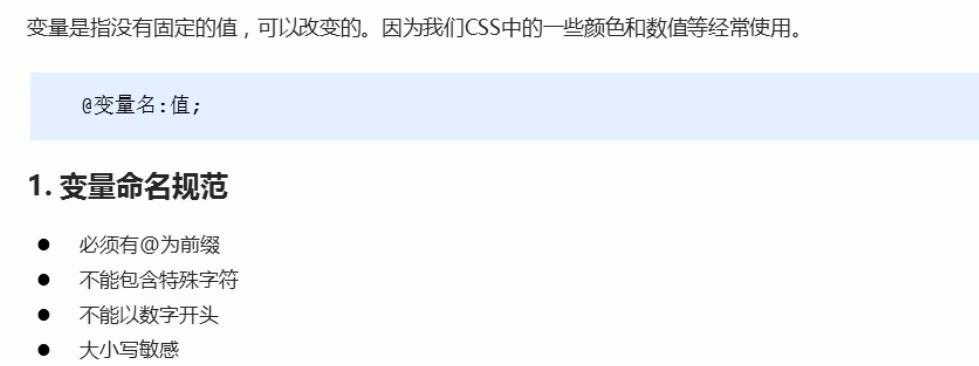 变量是指没有固定的值，可以改变的。因为我们CSS中的一些颜色和数值等经常使用。
@变量名:值;
1. 变量命名规范
● 必须有@为前缀
● 不能包含特殊字符
● 不能以数字开头
● 大小写敏感